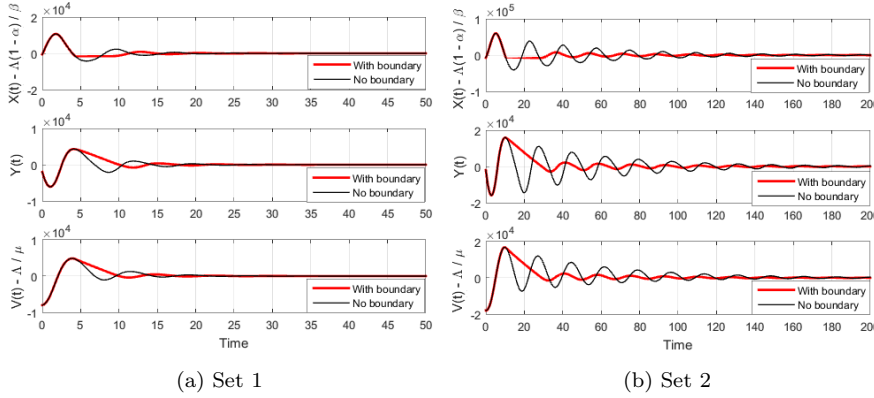 × 10⁴
2
0
-2
X(t) - Λ(1-α) / β
With boundary
No boundary
0 5 10 15 20 25 30 35 40 45 50
× 10⁴
1
0
-1
Y(t)
With boundary
No boundary
0 5 10 15 20 25 30 35 40 45 50
× 10⁴
1
0
-1
V(t) - Λ / μ
With boundary
No boundary
0 5 10 15 20 25 30 35 40 45 50
Time
(a) Set 1
× 10⁵
1
0
-1
X(t) - Λ(1-α) / β
With boundary
No boundary
0 20 40 60 80 100 120 140 160 180 200
× 10⁴
2
0
-2
Y(t)
With boundary
No boundary
0 20 40 60 80 100 120 140 160 180 200
× 10⁴
2
0
-2
V(t) - Λ / μ
With boundary
No boundary
0 20 40 60 80 100 120 140 160 180 200
Time
(b) Set 2